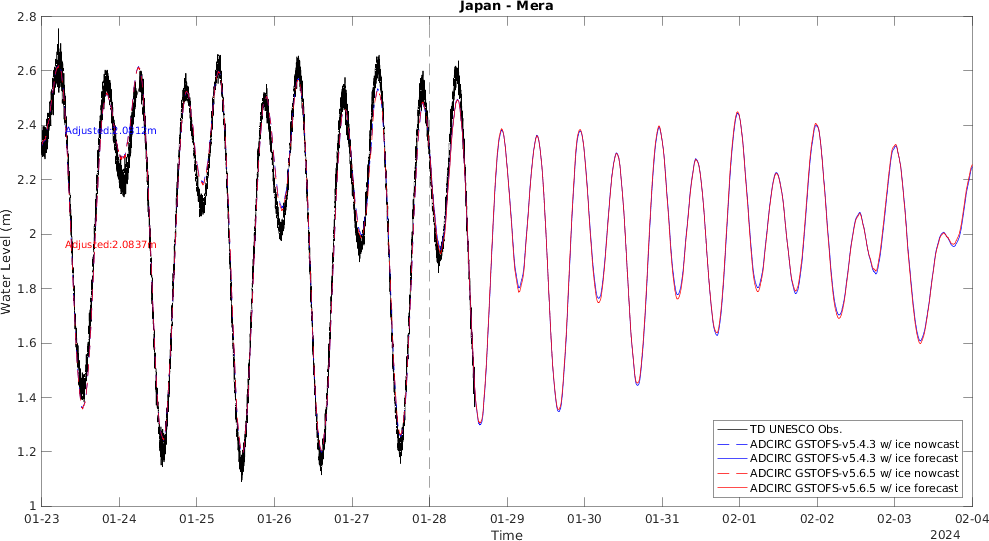 Japan - Mera
2.8
2.6
2.4
2.2
2
1.8
1.6
1.4
1.2
1
Water Level (m)
Adjusted:2.0812m
Adjusted:2.0837m
TD UNESCO Obs.
ADCIRC GSTOFS-v5.4.3 w/ ice nowcast
ADCIRC GSTOFS-v5.4.3 w/ ice forecast
ADCIRC GSTOFS-v5.6.5 w/ ice nowcast
ADCIRC GSTOFS-v5.6.5 w/ ice forecast
01-23 01-24 01-25 01-26 01-27 01-28 01-29 01-30 01-31 02-01 02-02 02-03 02-04
Time
2024